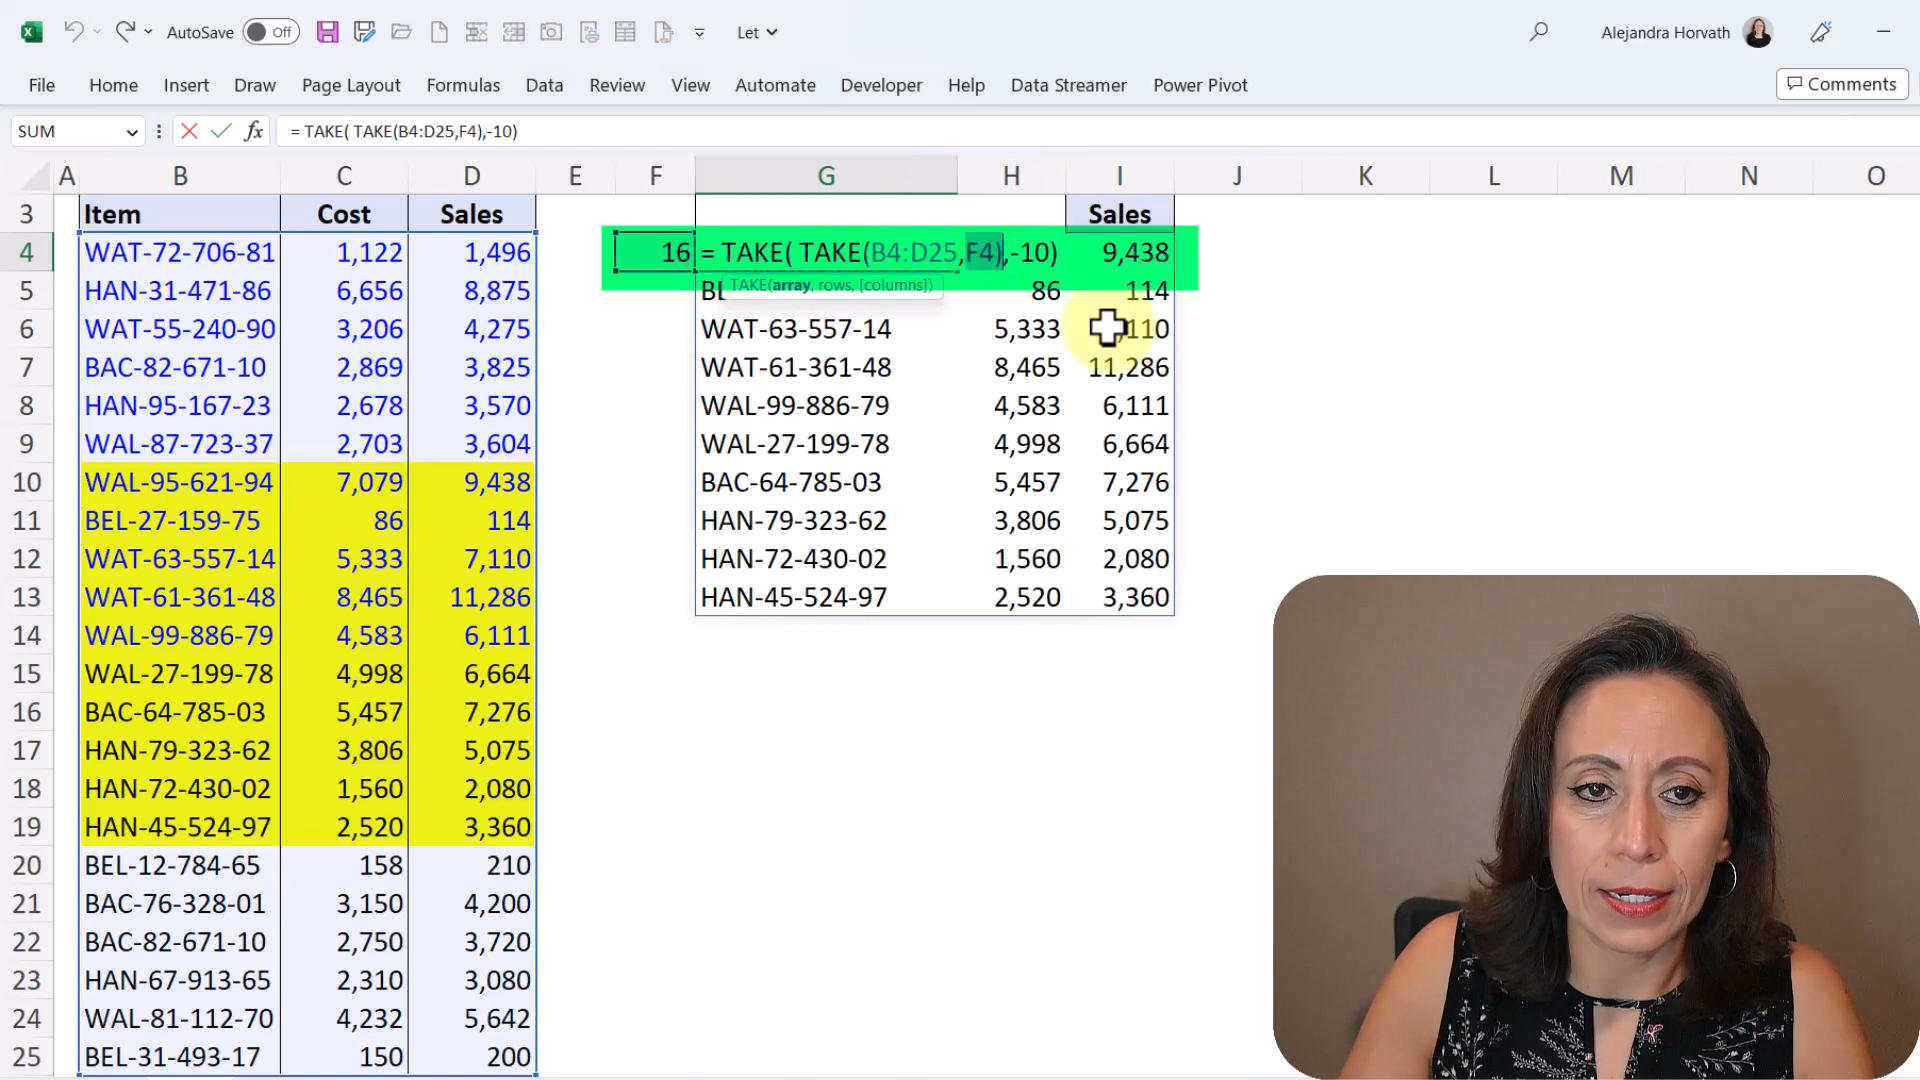 AutoSave Off Let Alejandra Horvath
File Home Insert Draw Page Layout Formulas Data Review View Automate Developer Help Data Streamer Power Pivot Comments
SUM fx = TAKE( TAKE(B4:D25,F4),-10)
A B C D E F G H I J K L M N O
3 Item Cost Sales Sales
4 WAT-72-706-81 1,122 1,496 16 = TAKE( TAKE(B4:D25,F4),-10) 9,438
TAKE(array, rows, [columns])
5 HAN-31-471-86 6,656 8,875 86 114
6 WAT-55-240-90 3,206 4,275 WAT-63-557-14 5,333 110
7 BAC-82-671-10 2,869 3,825 WAT-61-361-48 8,465 11,286
8 HAN-95-167-23 2,678 3,570 WAL-99-886-79 4,583 6,111
9 WAL-87-723-37 2,703 3,604 WAL-27-199-78 4,998 6,664
10 WAL-95-621-94 7,079 9,438 BAC-64-785-03 5,457 7,276
11 BEL-27-159-75 86 114 HAN-79-323-62 3,806 5,075
12 WAT-63-557-14 5,333 7,110 HAN-72-430-02 1,560 2,080
13 WAT-61-361-48 8,465 11,286 HAN-45-524-97 2,520 3,360
14 WAL-99-886-79 4,583 6,111
15 WAL-27-199-78 4,998 6,664
16 BAC-64-785-03 5,457 7,276
17 HAN-79-323-62 3,806 5,075
18 HAN-72-430-02 1,560 2,080
19 HAN-45-524-97 2,520 3,360
20 BEL-12-784-65 158 210
21 BAC-76-328-01 3,150 4,200
22 BAC-82-671-10 2,750 3,720
23 HAN-67-913-65 2,310 3,080
24 WAL-81-112-70 4,232 5,642
25 BEL-31-493-17 150 200